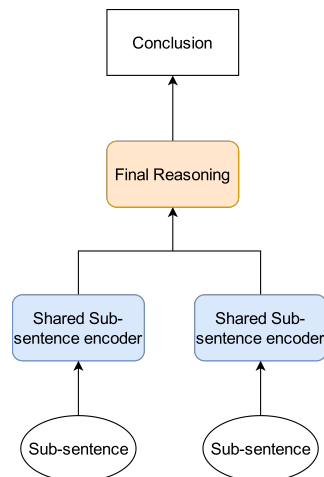 Conclusion
Final Reasoning
Shared Sub-
sentence encoder
Shared Sub-
sentence encoder
Sub-sentence
Sub-sentence